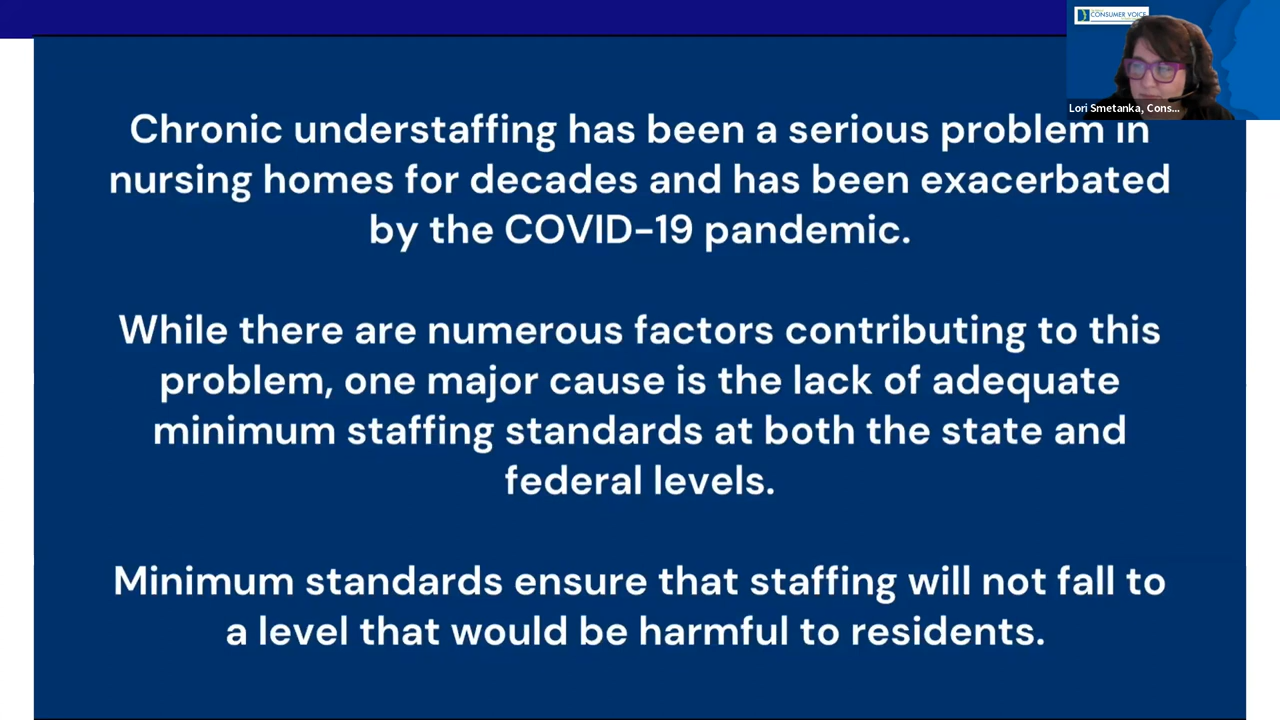 CONSUMER VOICE
Lori Smetanka, Cons...
Chronic understaffing has been a serious problem in
nursing homes for decades and has been exacerbated
by the COVID-19 pandemic.
While there are numerous factors contributing to this
problem, one major cause is the lack of adequate
minimum staffing standards at both the state and
federal levels.
Minimum standards ensure that staffing will not fall to
a level that would be harmful to residents.